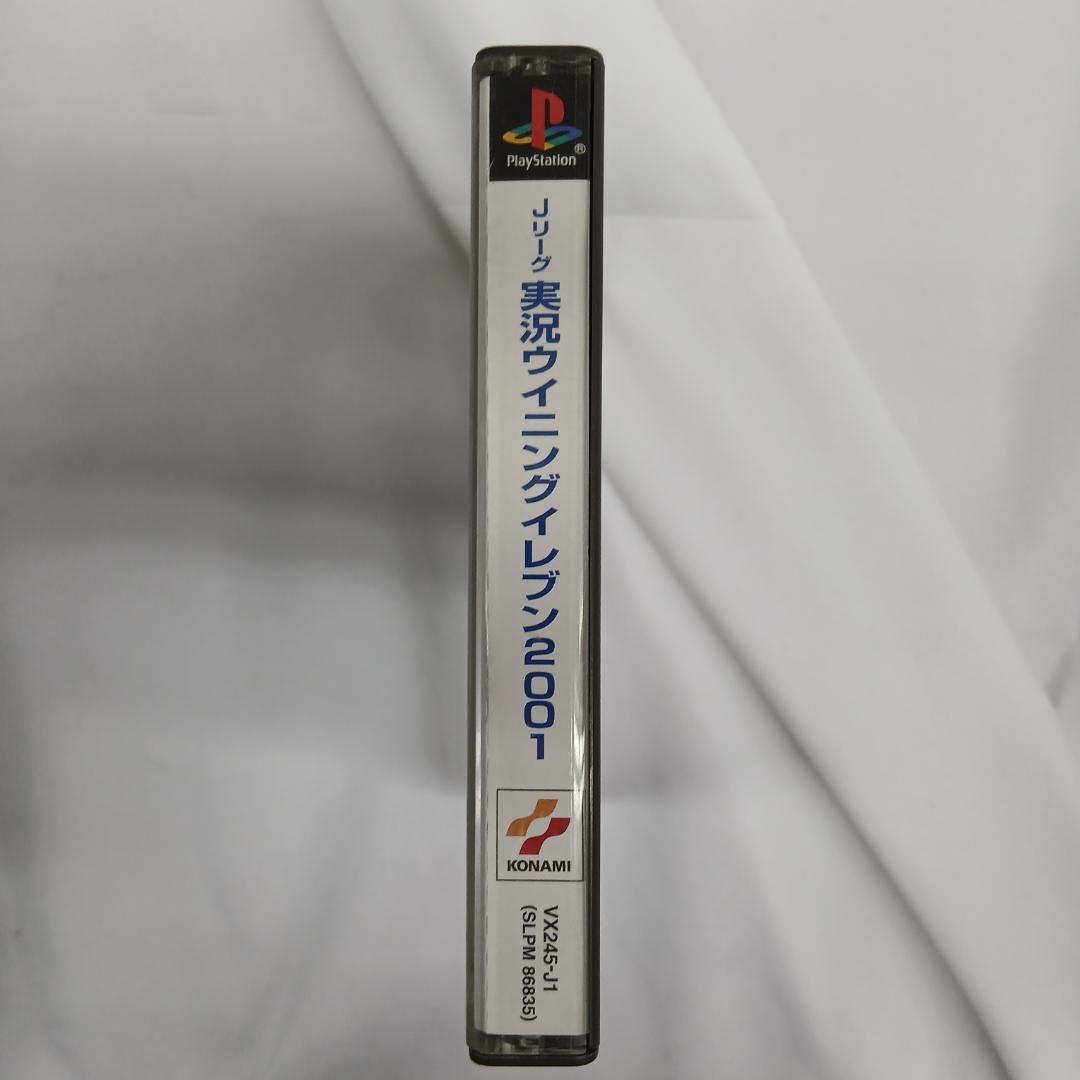 PlayStation®
Jリーグ 実況ウイニングイレブン2001
KONAMI
VX245-J1
(SLPM 86835)